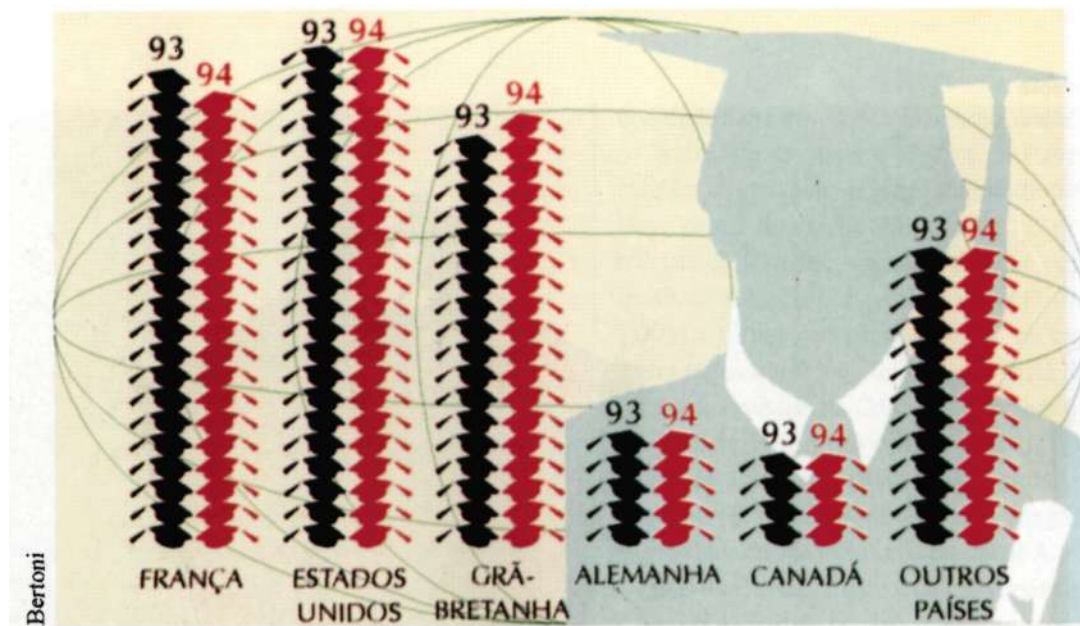 93
94
93
94
93
94
93
94
93
94
93
94
FRANÇA
ESTADOS
UNIDOS
GRÃ-
BRETANHA
ALEMANHA
CANADÁ
OUTROS
PAÍSES
Bertoni